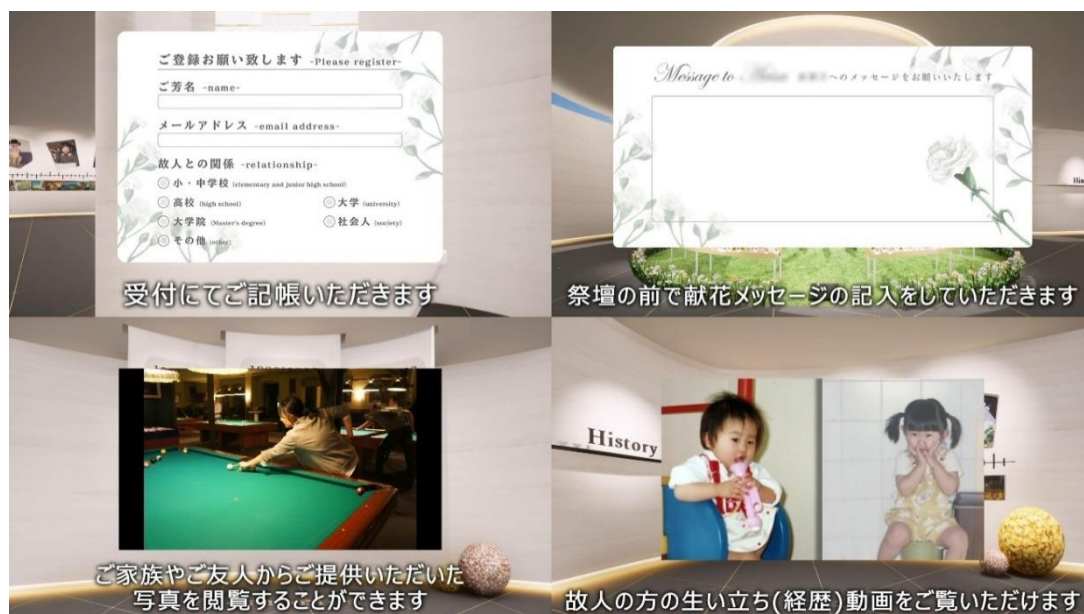 ご登録お願い致します -Please register-
ご芳名 -name-
メールアドレス -email address-
故人との関係 -relationship-
小・中学校 (elementary and junior high school)
高校 (high school)
大学 (university)
大学院 (Master's degree)
社会人 (society)
その他 (other)
受付にてご記帳いただきます
Message to
へのメッセージをお願いいたします
祭壇の前で献花メッセージの記入をしていただきます
ご家族やご友人からご提供いただいた
写真を閲覧することができます
History
故人の方の生い立ち(経歴)動画をご覧いただけます